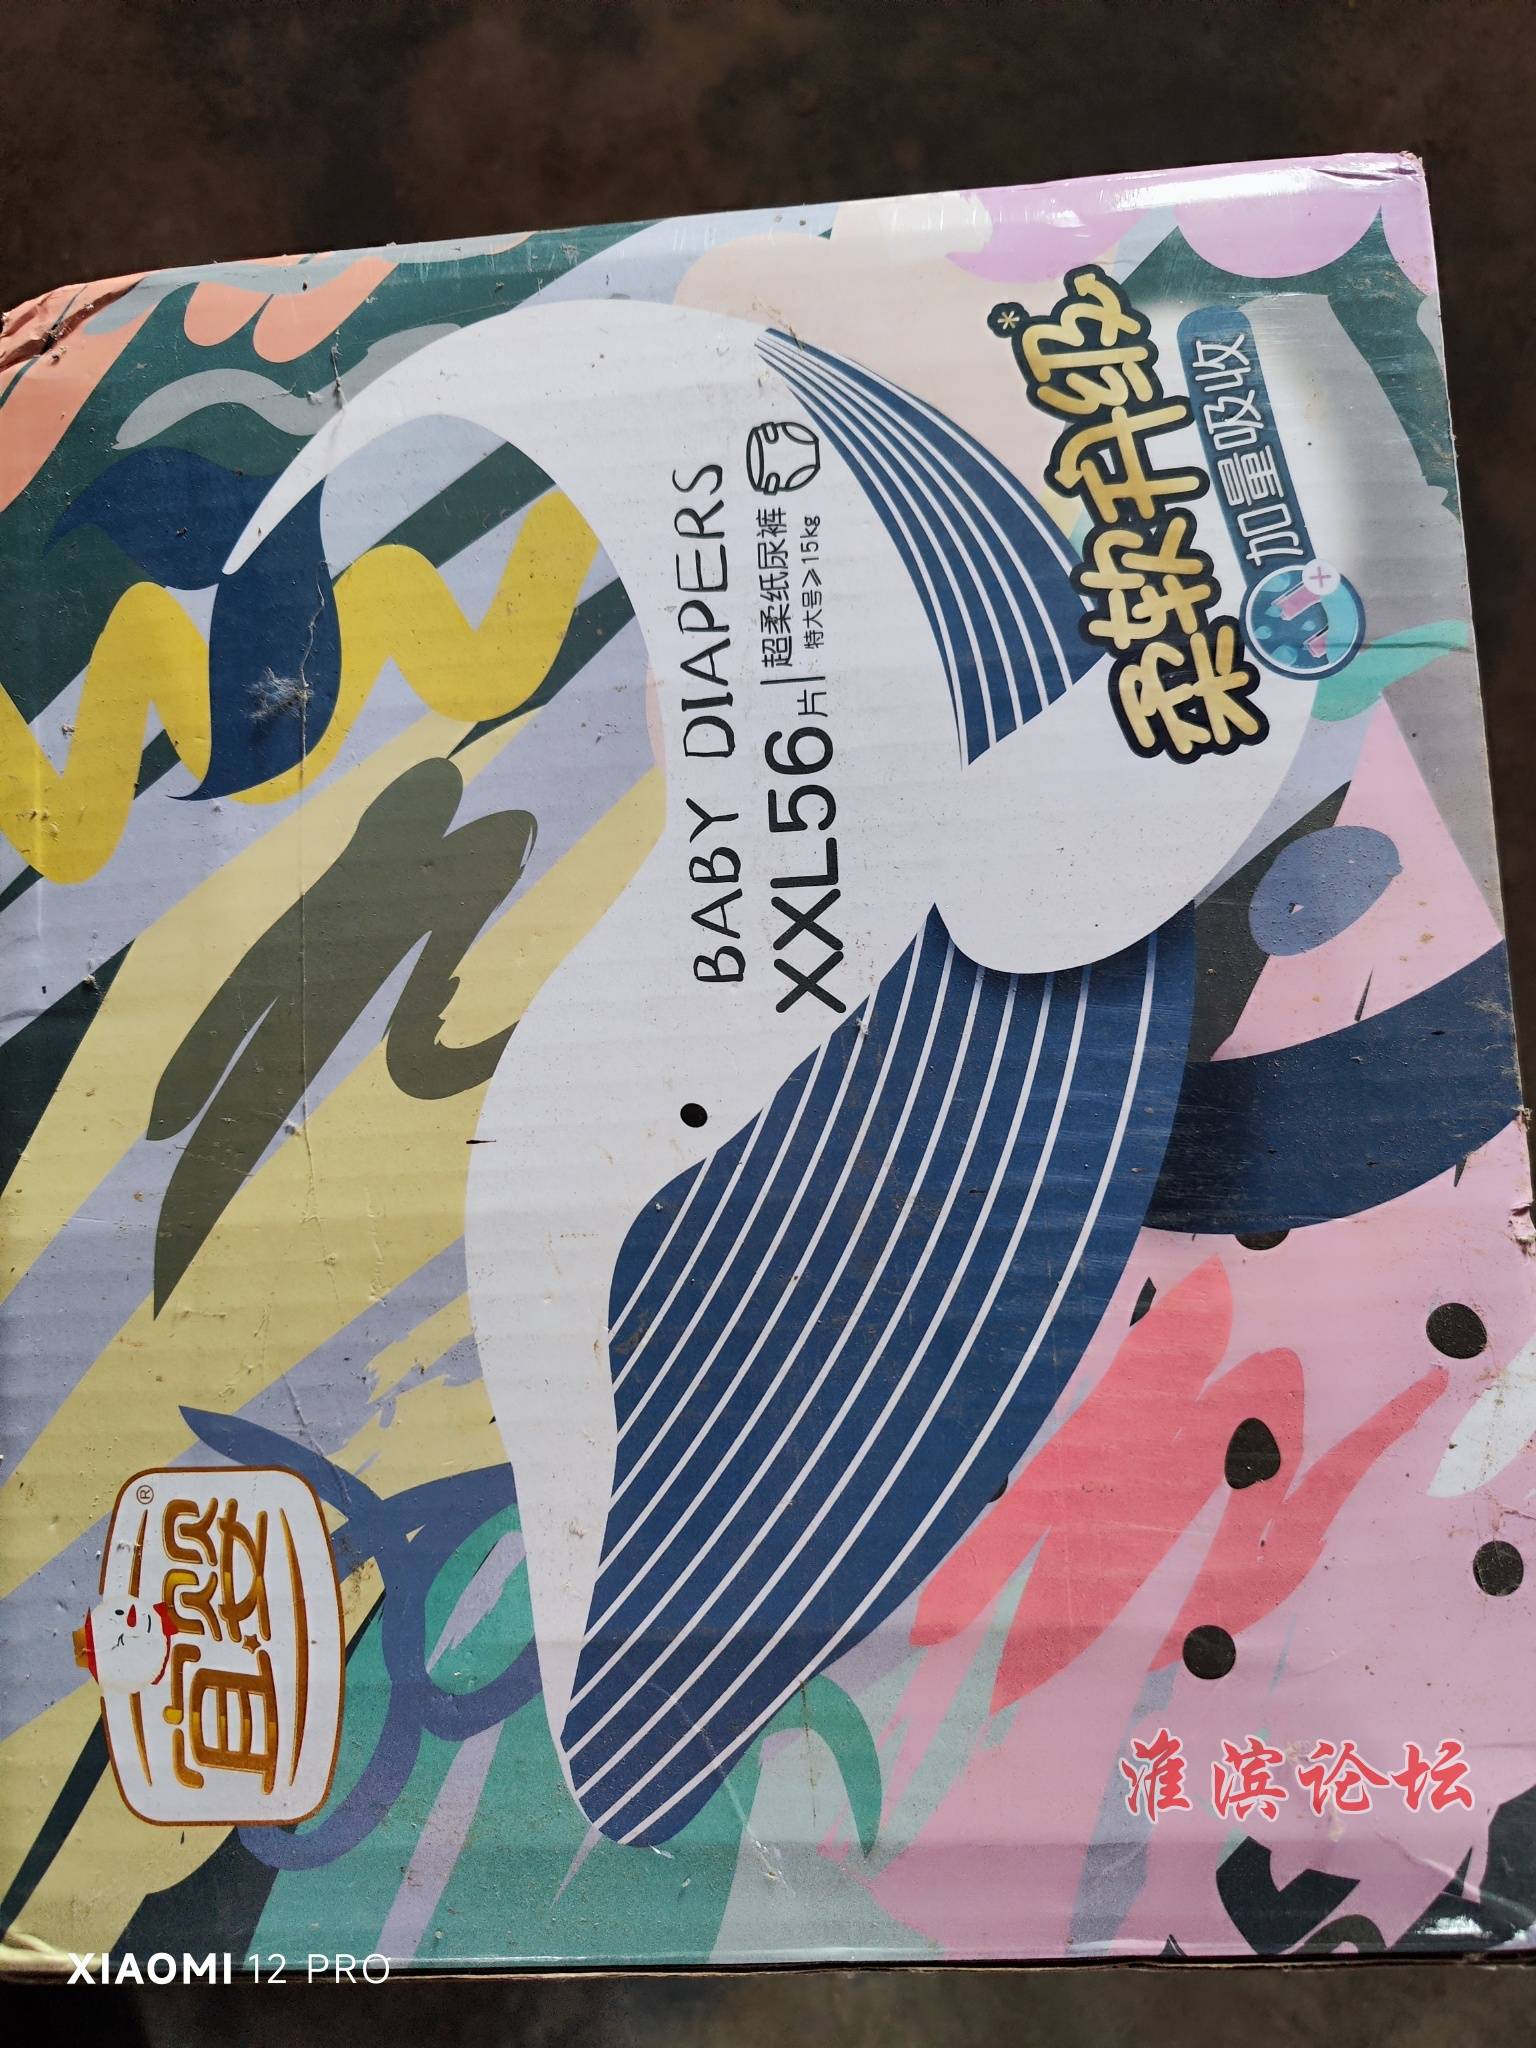 宜婴
®
BABY DIAPERS
XXL56片 超柔纸尿裤
特大号≥15kg
柔软升级*
加量吸收
淮滨论坛
XIAOMI 12 PRO